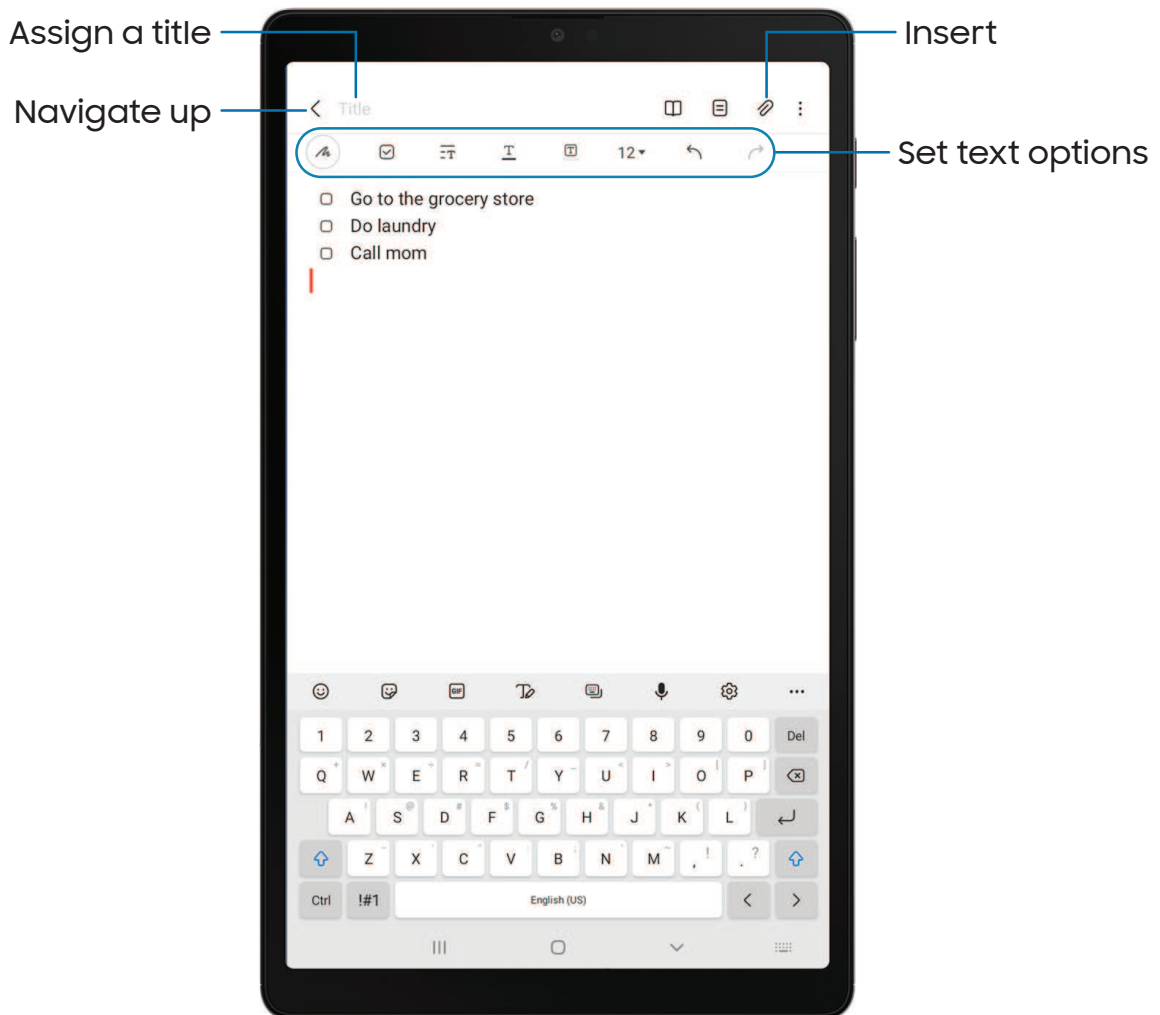 Assign a title
Insert
Navigate up
Title
Set text options
12
Go to the grocery store
Do laundry
Call mom
GIF
1 2 3 4 5 6 7 8 9 0 Del
Q W E R T Y U I O P
A S D F G H J K L
Z X C V B N M , ! . ?
Ctrl !#1 English (US) < >